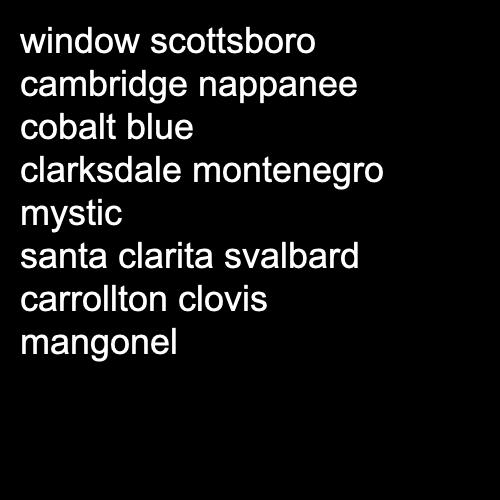 window scottsboro
cambridge nappanee
cobalt blue
clarksdale montenegro
mystic
santa clarita svalbard
carrollton clovis
mangonel